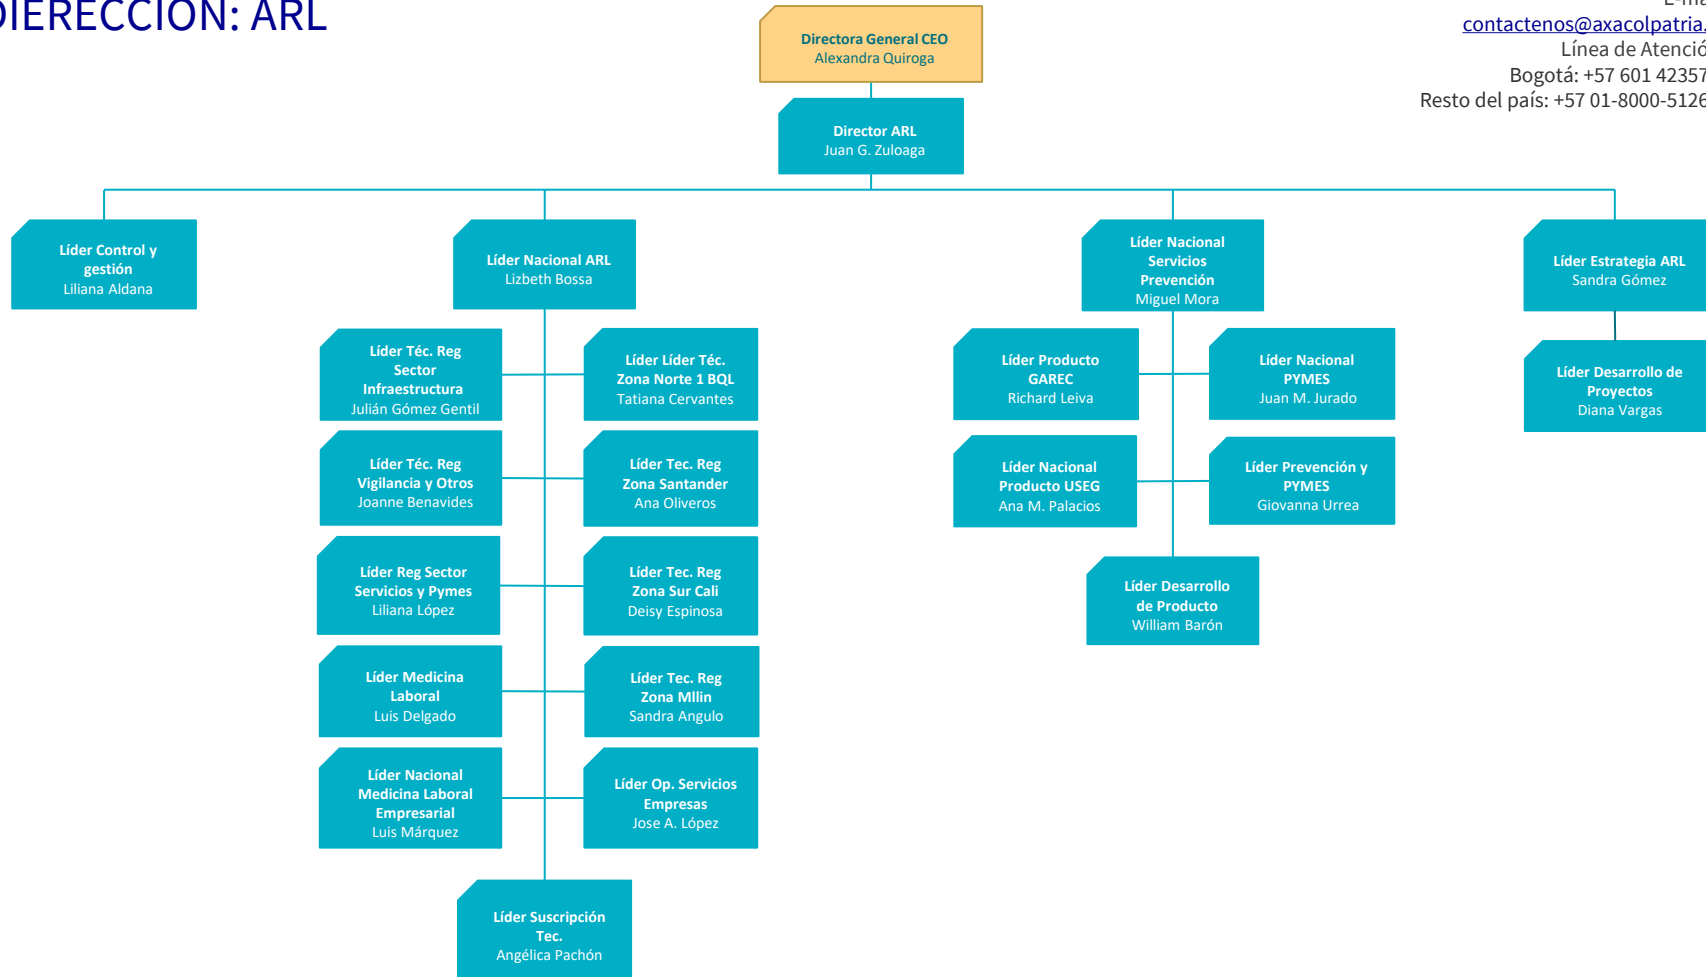 DIERECCIÓN: ARL
contactenos@axacolpatria.
Línea de Atenció
Bogotá: +57 601 42357
Resto del país: +57 01-8000-5126
Directora General CEO
Alexandra Quiroga
Director ARL
Juan G. Zuloaga
Líder Control y
gestión
Liliana Aldana
Líder Nacional ARL
Lizbeth Bossa
Líder Nacional
Servicios
Prevención
Miguel Mora
Líder Estrategia ARL
Sandra Gómez
Líder Téc. Reg
Sector
Infraestructura
Julián Gómez Gentil
Líder Líder Téc.
Zona Norte 1 BQL
Tatiana Cervantes
Líder Producto
GAREC
Richard Leiva
Líder Nacional
PYMES
Juan M. Jurado
Líder Desarrollo de
Proyectos
Diana Vargas
Líder Téc. Reg
Vigilancia y Otros
Joanne Benavides
Líder Tec. Reg
Zona Santander
Ana Oliveros
Líder Nacional
Producto USEG
Ana M. Palacios
Líder Prevención y
PYMES
Giovanna Urrea
Líder Reg Sector
Servicios y Pymes
Liliana López
Líder Tec. Reg
Zona Sur Cali
Deisy Espinosa
Líder Desarrollo
de Producto
William Barón
Líder Medicina
Laboral
Luis Delgado
Líder Tec. Reg
Zona Mllin
Sandra Angulo
Líder Nacional
Medicina Laboral
Empresarial
Luis Márquez
Líder Op. Servicios
Empresas
Jose A. López
Líder Suscripción
Tec.
Angélica Pachón